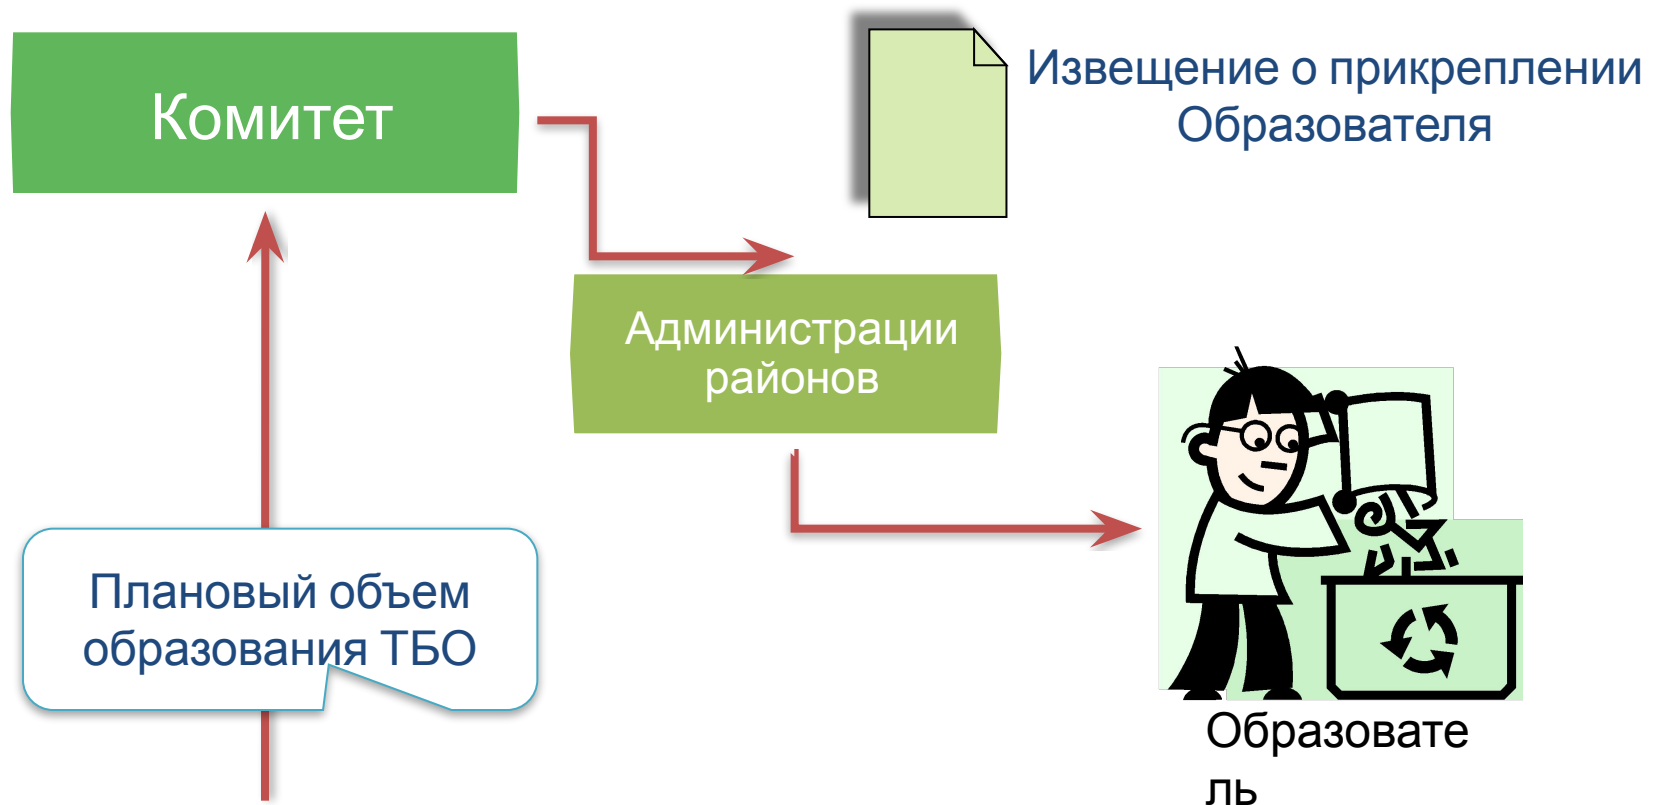 Комитет
Извещение о прикреплении
Образователя
Администрации
районов
Плановый объем
образования ТБО
Образовате
ль